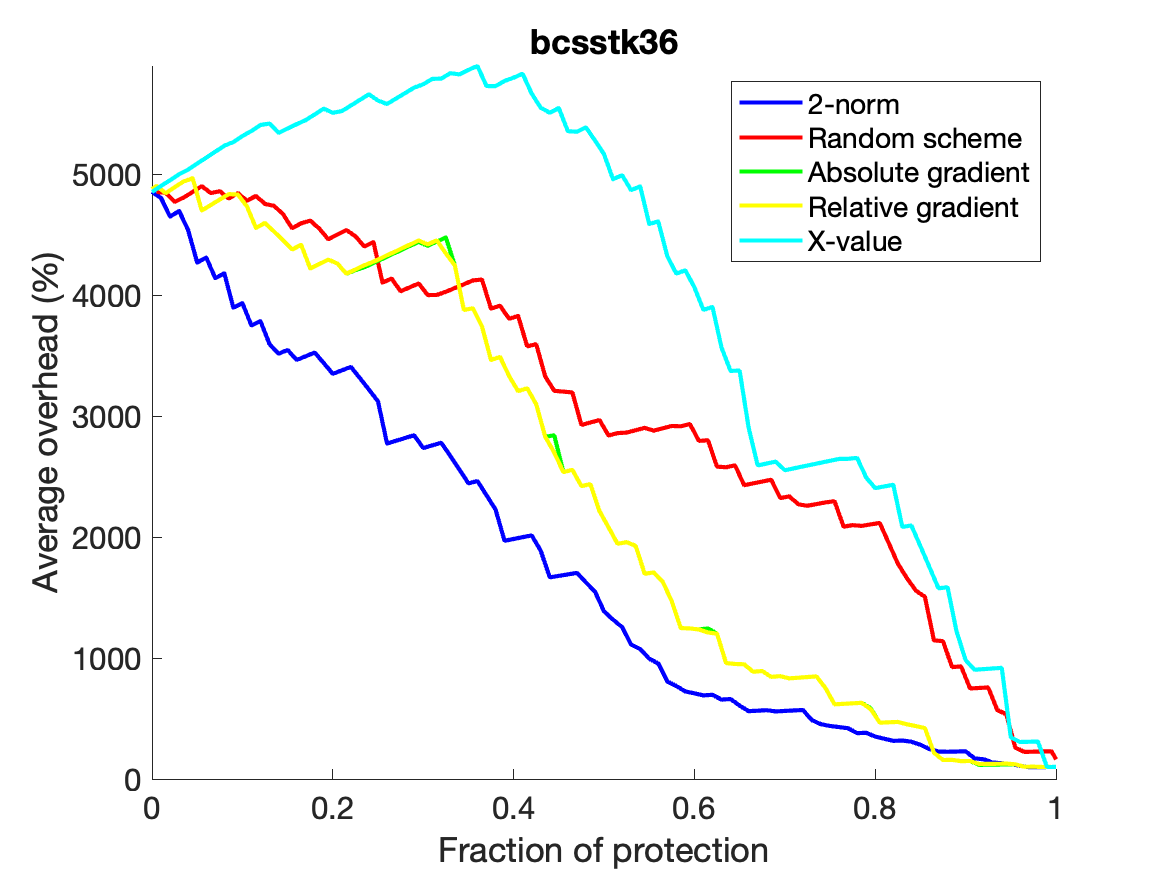 bcsstk36
2-norm
Random scheme
Absolute gradient
Relative gradient
X-value
Average overhead (%)
5000
4000
3000
2000
1000
0
0 0.2 0.4 0.6 0.8 1
Fraction of protection